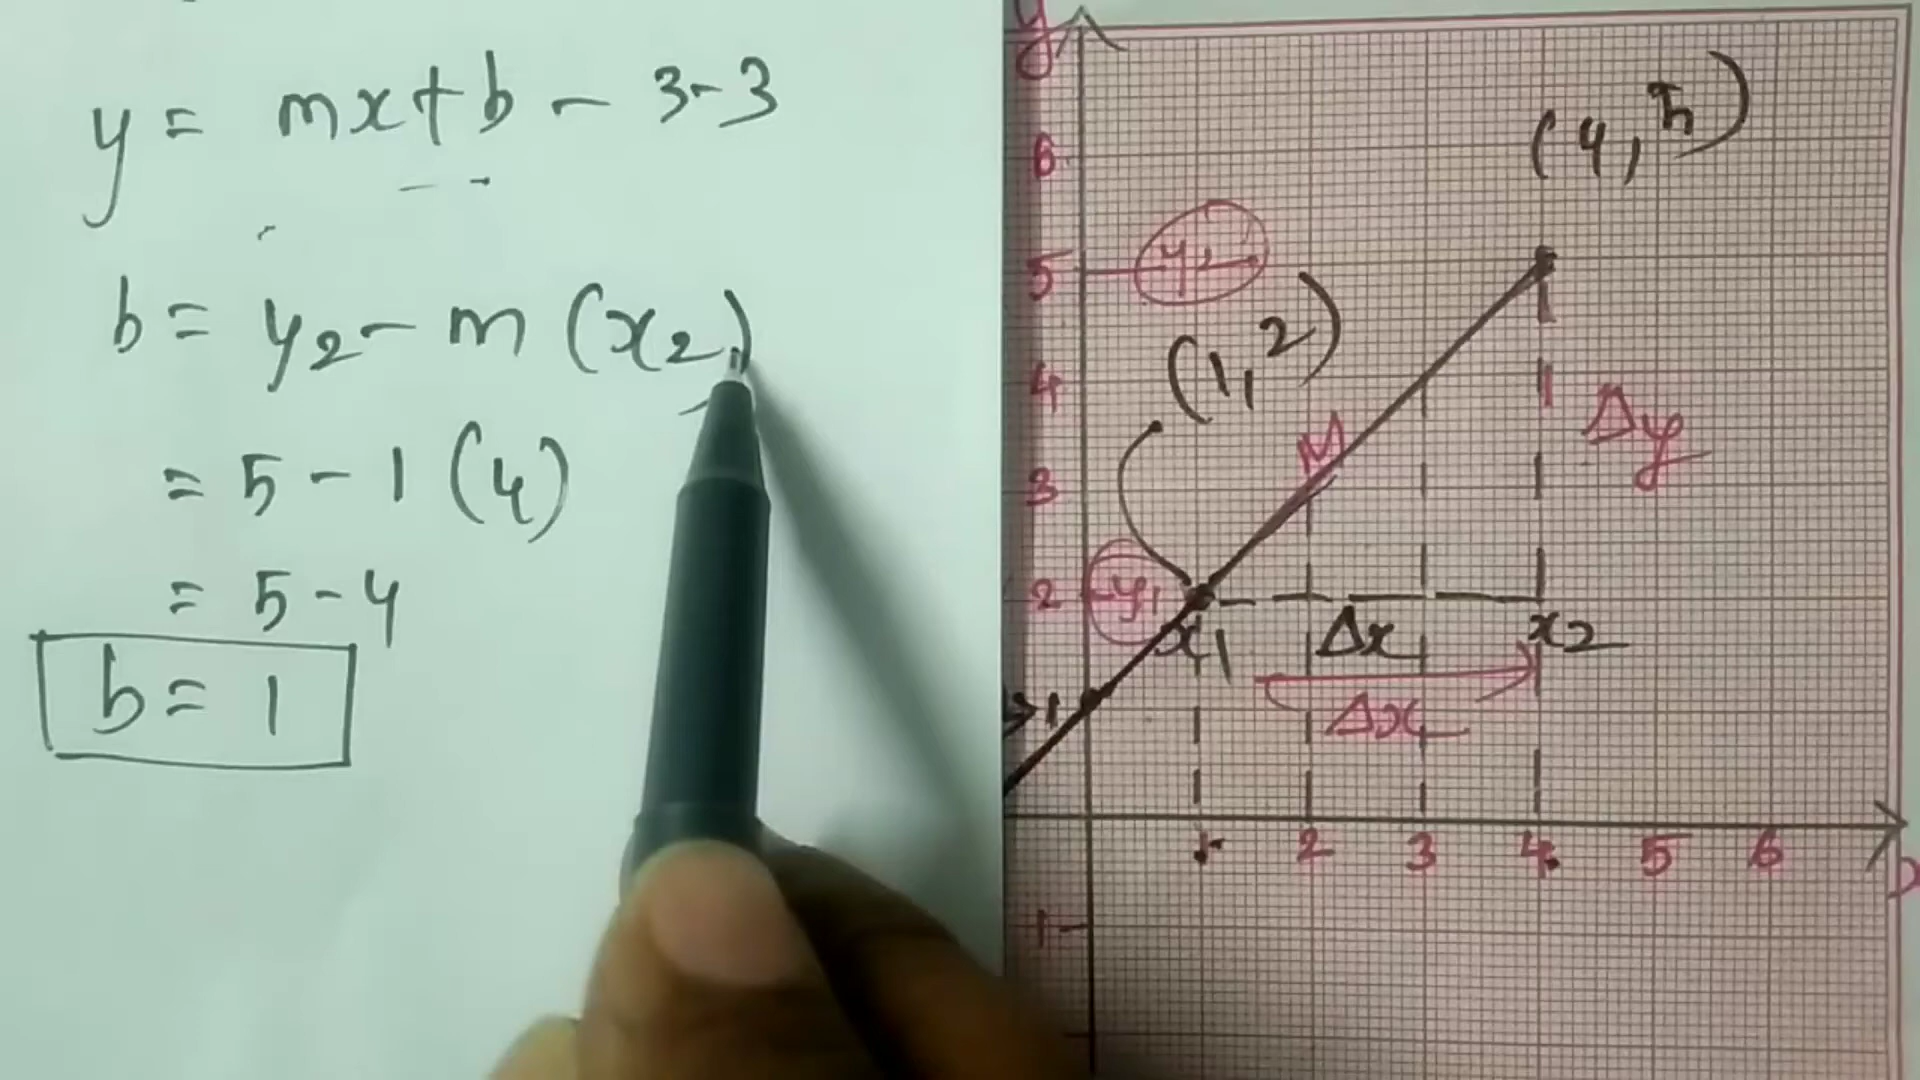 y = mx + b - 3-3
b = y₂ - m (x₂)
= 5 - 1 (4)
= 5 - 4
b = 1
y
(4, 5)
6
y₂
5
(1, 2)
4
Δy
M
3
2
y₁
x₁
Δx
x₂
1
Δx
1 2 3 4 5 6
1